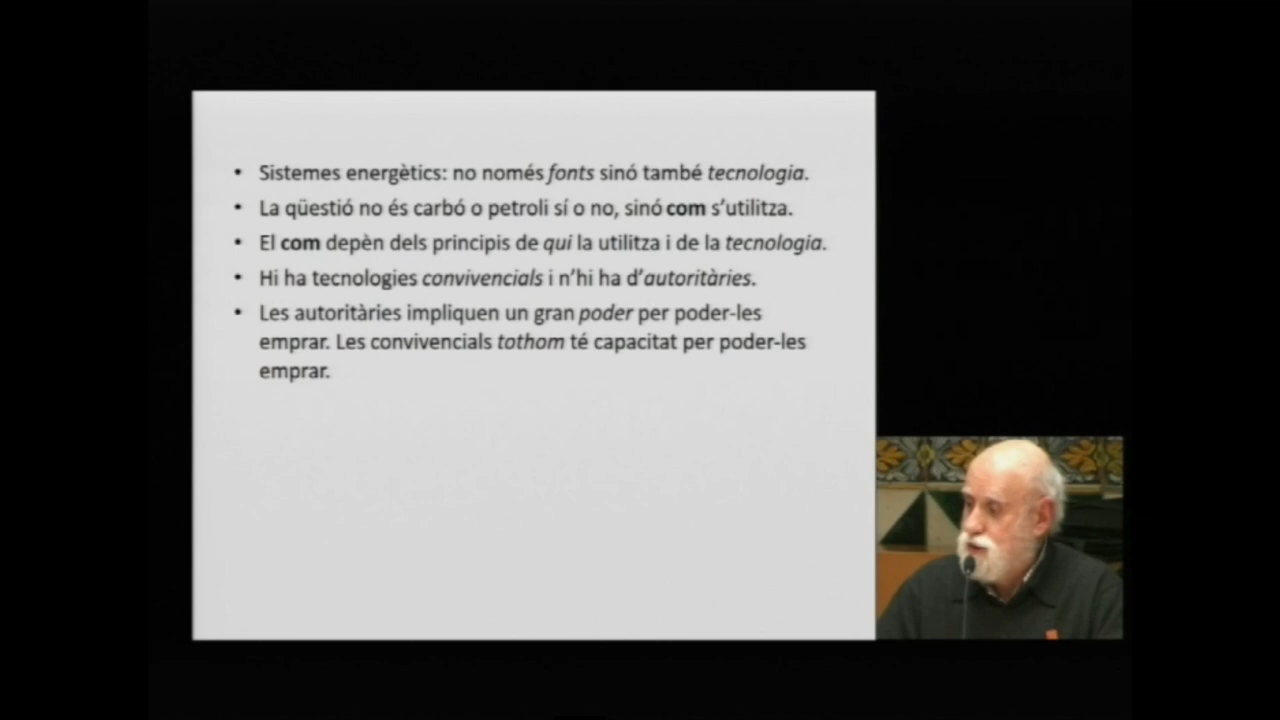 • Sistemes energètics: no només fonts sinó també tecnologia.
• La qüestió no és carbó o petroli sí o no, sinó com s’utilitza.
• El com depèn dels principis de qui la utilitza i de la tecnologia.
• Hi ha tecnologies convivencials i n’hi ha d’autoritàries.
• Les autoritàries impliquen un gran poder per poder-les
emprar. Les convivencials tothom té capacitat per poder-les
emprar.